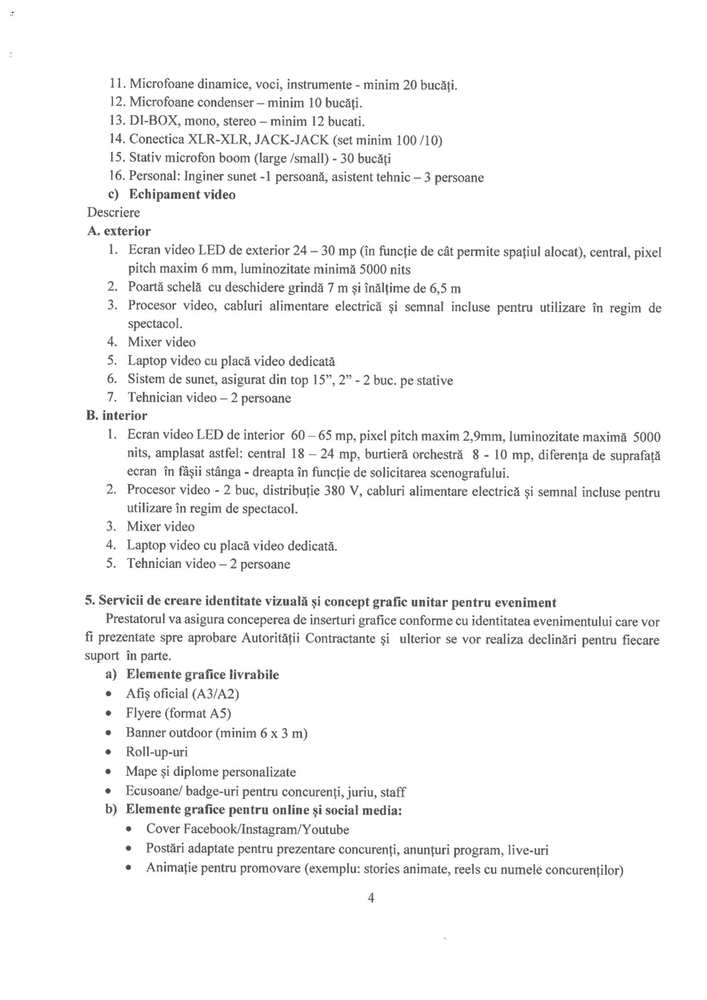 11. Microfoane dinamice, voci, instrumente - minim 20 bucăți.
12. Microfoane condenser – minim 10 bucăți.
13. DI-BOX, mono, stereo – minim 12 bucati.
14. Conectica XLR-XLR, JACK-JACK (set minim 100 /10)
15. Stativ microfon boom (large /small) - 30 bucăți
16. Personal: Inginer sunet -1 persoană, asistent tehnic – 3 persoane
c) Echipament video
Descriere
A. exterior
1. Ecran video LED de exterior 24 – 30 mp (în funcție de cât permite spațiul alocat), central, pixel
pitch maxim 6 mm, luminozitate minimă 5000 nits
2. Poartă schelă cu deschidere grindă 7 m și înălțime de 6,5 m
3. Procesor video, cabluri alimentare electrică și semnal incluse pentru utilizare în regim de
spectacol.
4. Mixer video
5. Laptop video cu placă video dedicată
6. Sistem de sunet, asigurat din top 15”, 2” - 2 buc. pe stative
7. Tehnician video – 2 persoane
B. interior
1. Ecran video LED de interior 60 – 65 mp, pixel pitch maxim 2,9mm, luminozitate maximă 5000
nits, amplasat astfel: central 18 – 24 mp, burtieră orchestră 8 - 10 mp, diferența de suprafață
ecran în fâșii stânga - dreapta în funcție de solicitarea scenografului.
2. Procesor video - 2 buc, distribuție 380 V, cabluri alimentare electrică și semnal incluse pentru
utilizare în regim de spectacol.
3. Mixer video
4. Laptop video cu placă video dedicată.
5. Tehnician video – 2 persoane
5. Servicii de creare identitate vizuală și concept grafic unitar pentru eveniment
Prestatorul va asigura conceperea de inserturi grafice conforme cu identitatea evenimentului care vor
fi prezentate spre aprobare Autorității Contractante și ulterior se vor realiza declinări pentru fiecare
suport în parte.
a) Elemente grafice livrabile
• Afiș oficial (A3/A2)
• Flyere (format A5)
• Banner outdoor (minim 6 x 3 m)
• Roll-up-uri
• Mape și diplome personalizate
• Ecusoane/ badge-uri pentru concurenți, juriu, staff
b) Elemente grafice pentru online și social media:
• Cover Facebook/Instagram/Youtube
• Postări adaptate pentru prezentare concurenți, anunțuri program, live-uri
• Animație pentru promovare (exemplu: stories animate, reels cu numele concurenților)
4